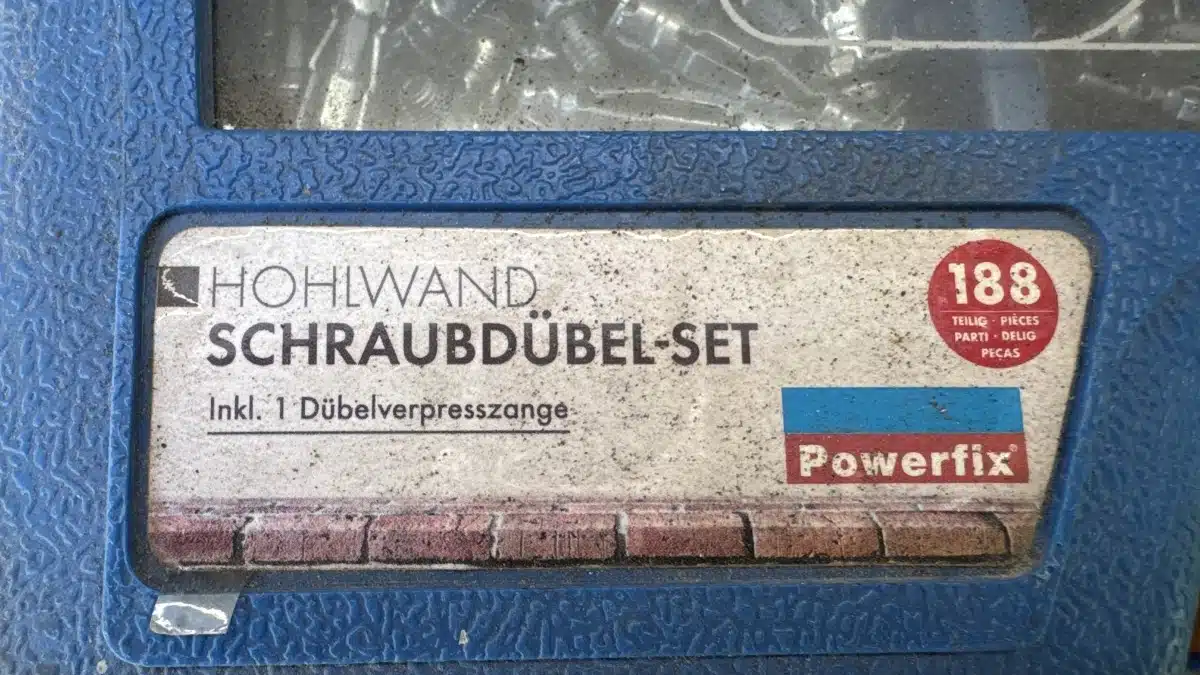 HOHLWAND
SCHRAUBDÜBEL-SET
Inkl. 1 Dübelverpresszange
188
TEILIG · PIÈCES
PARTI · DELIG
PEÇAS
Powerfix®